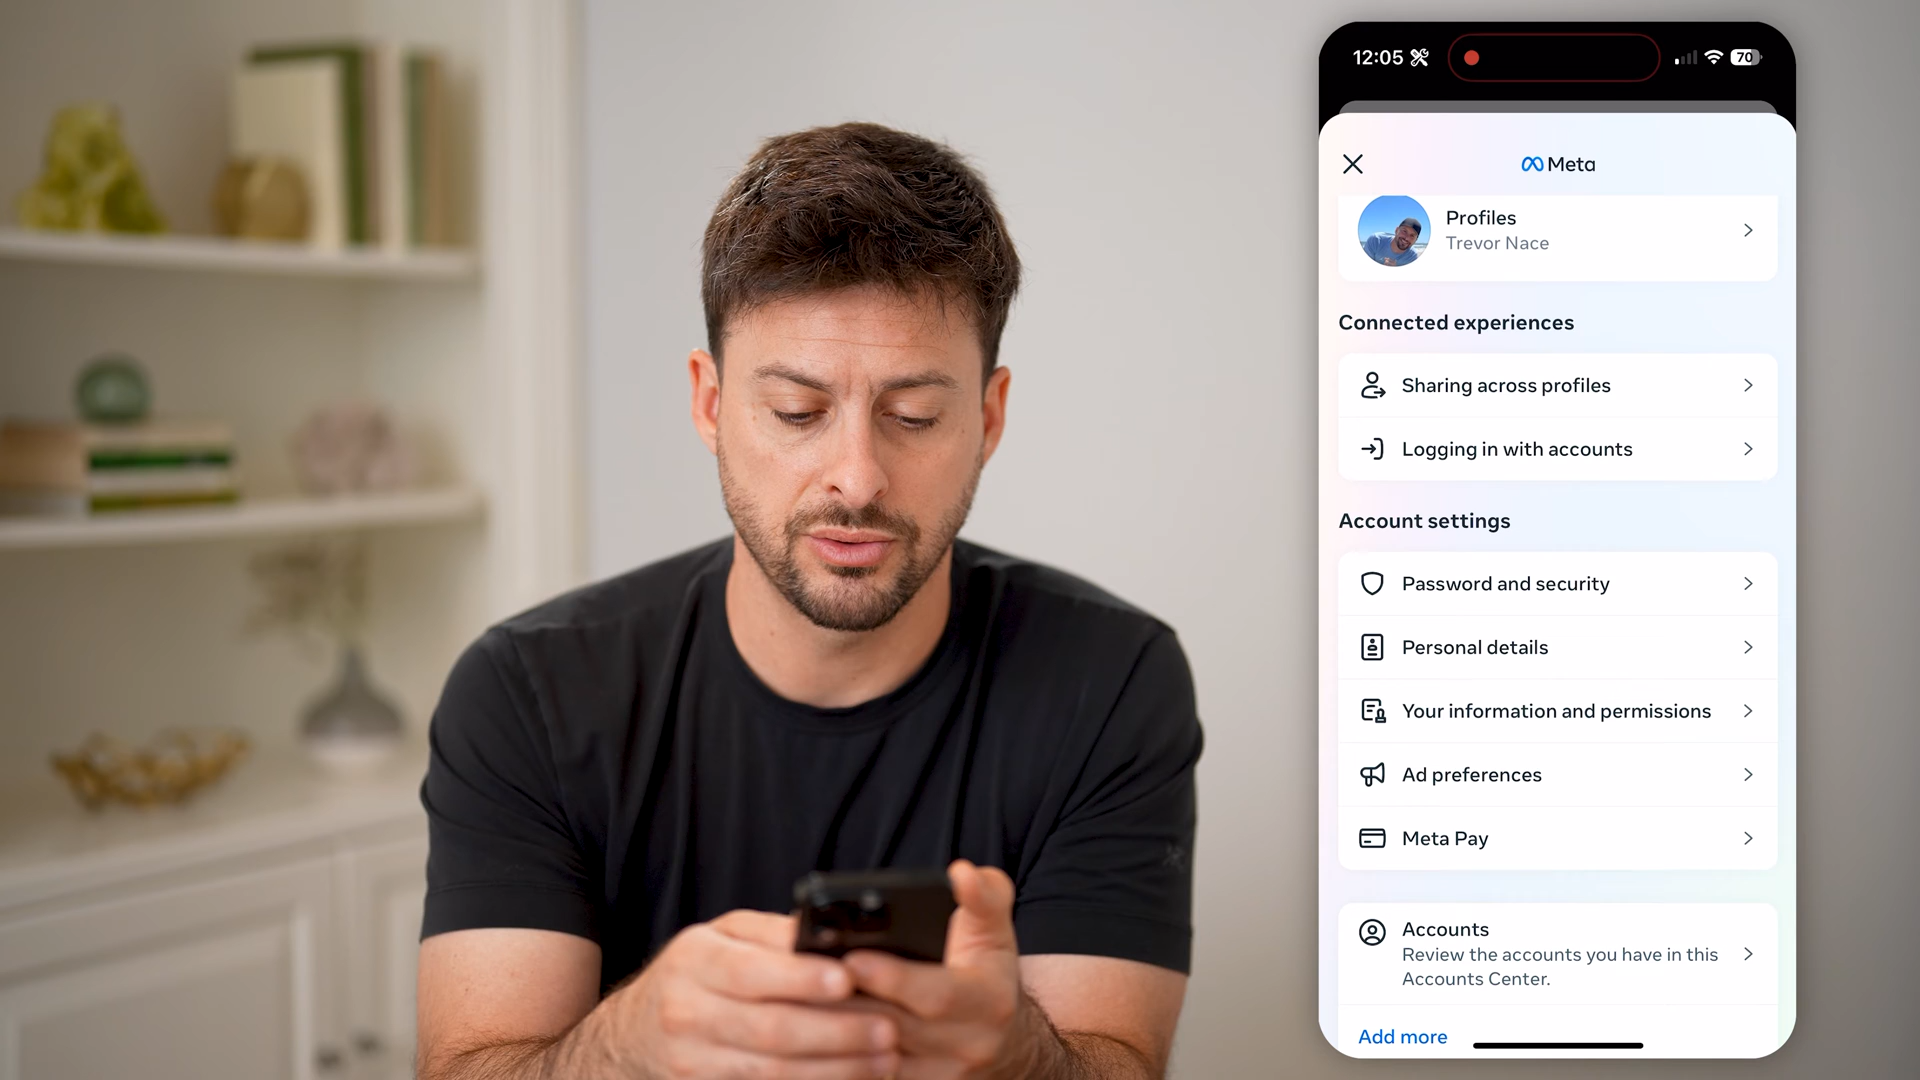 12:05
70
Meta
Profiles
Trevor Nace
Connected experiences
Sharing across profiles
Logging in with accounts
Account settings
Password and security
Personal details
Your information and permissions
Ad preferences
Meta Pay
Accounts
Review the accounts you have in this
Accounts Center.
Add more